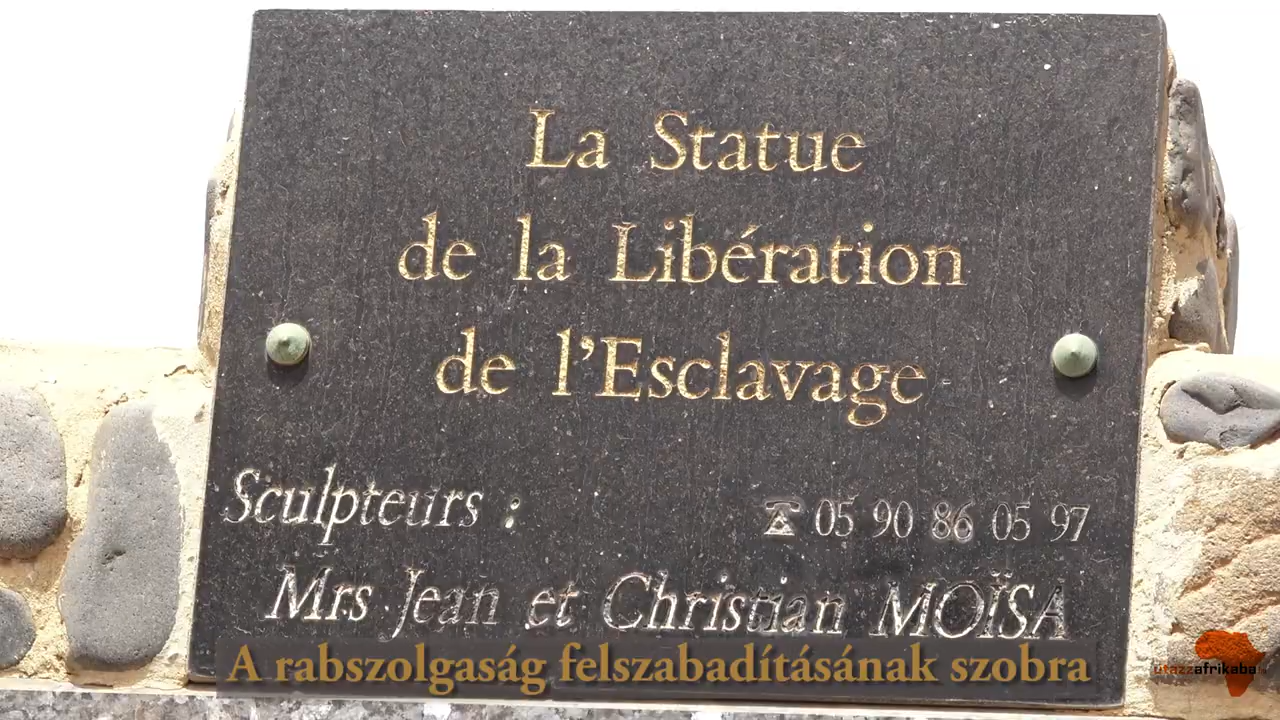 La Statue
de la Libération
de l'Esclavage
Sculpteurs :
☎ 05 90 86 05 97
Mrs Jean et Christian MOÏSA
A rabszolgaság felszabadításának szobra
utazzafrikaba